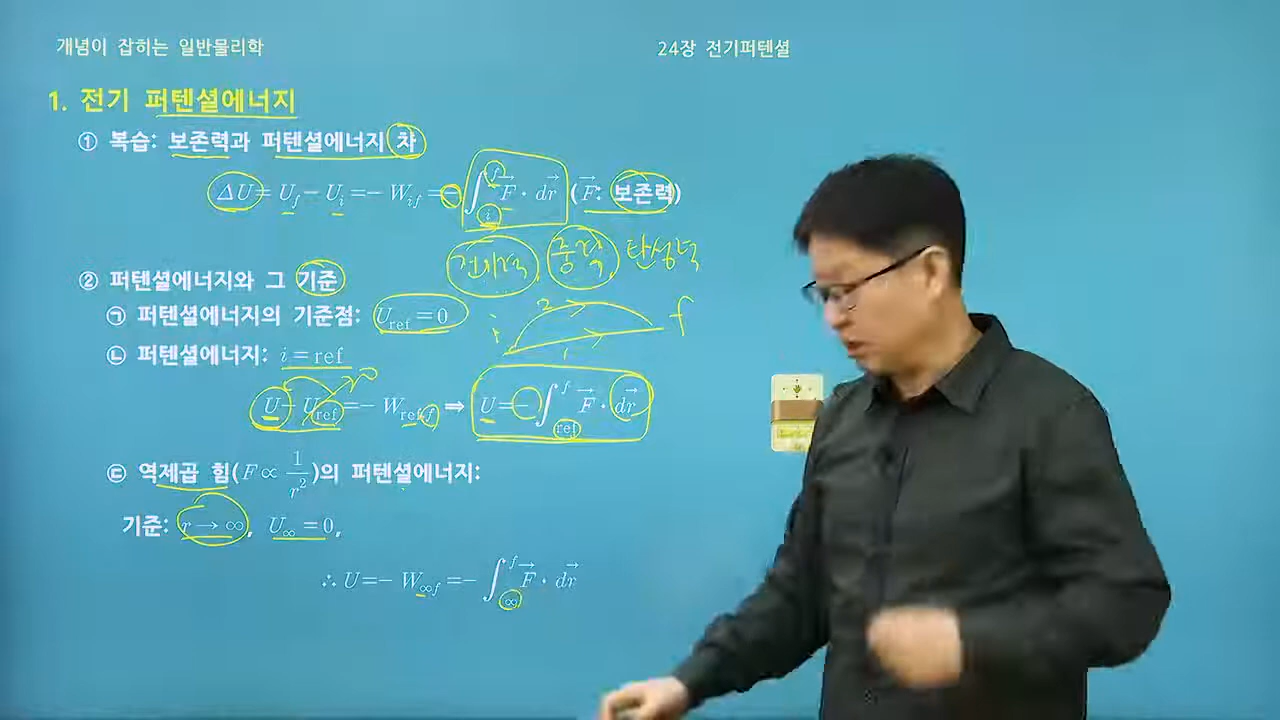 개념이 잡히는 일반물리학
24장 전기퍼텐셜
1. 전기 퍼텐셜에너지
① 복습: 보존력과 퍼텐셜에너지 차
ΔU = U_f − U_i = − W_if = − ∫_i^f F⃗ · dr⃗ (F⃗: 보존력)
전기력, 중력, 탄성력
② 퍼텐셜에너지와 그 기준
㉠ 퍼텐셜에너지의 기준점: U_ref = 0
i 2 1 f
㉡ 퍼텐셜에너지: i = ref
U − U_ref = − W_ref,f ⇒ U = − ∫_ref^f F⃗ · dr⃗
㉢ 역제곱 힘(F ∝ 1/r²)의 퍼텐셜에너지:
기준: r → ∞, U_∞ = 0,
∴ U = − W_∞f = − ∫_∞^f F⃗ · dr⃗